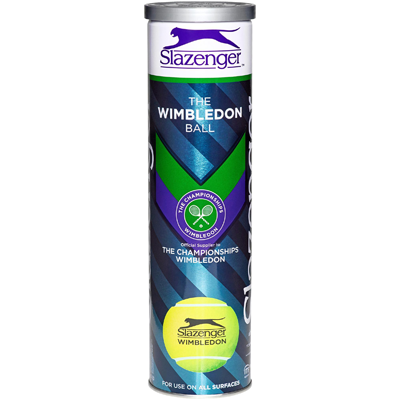 Slazenger
THE
WIMBLEDON
BALL
THE CHAMPIONSHIPS
WIMBLEDON
Official Supplier to
THE CHAMPIONSHIPS
WIMBLEDON
Slazenger
WIMBLEDON
FOR USE ON ALL SURFACES
Slazenger